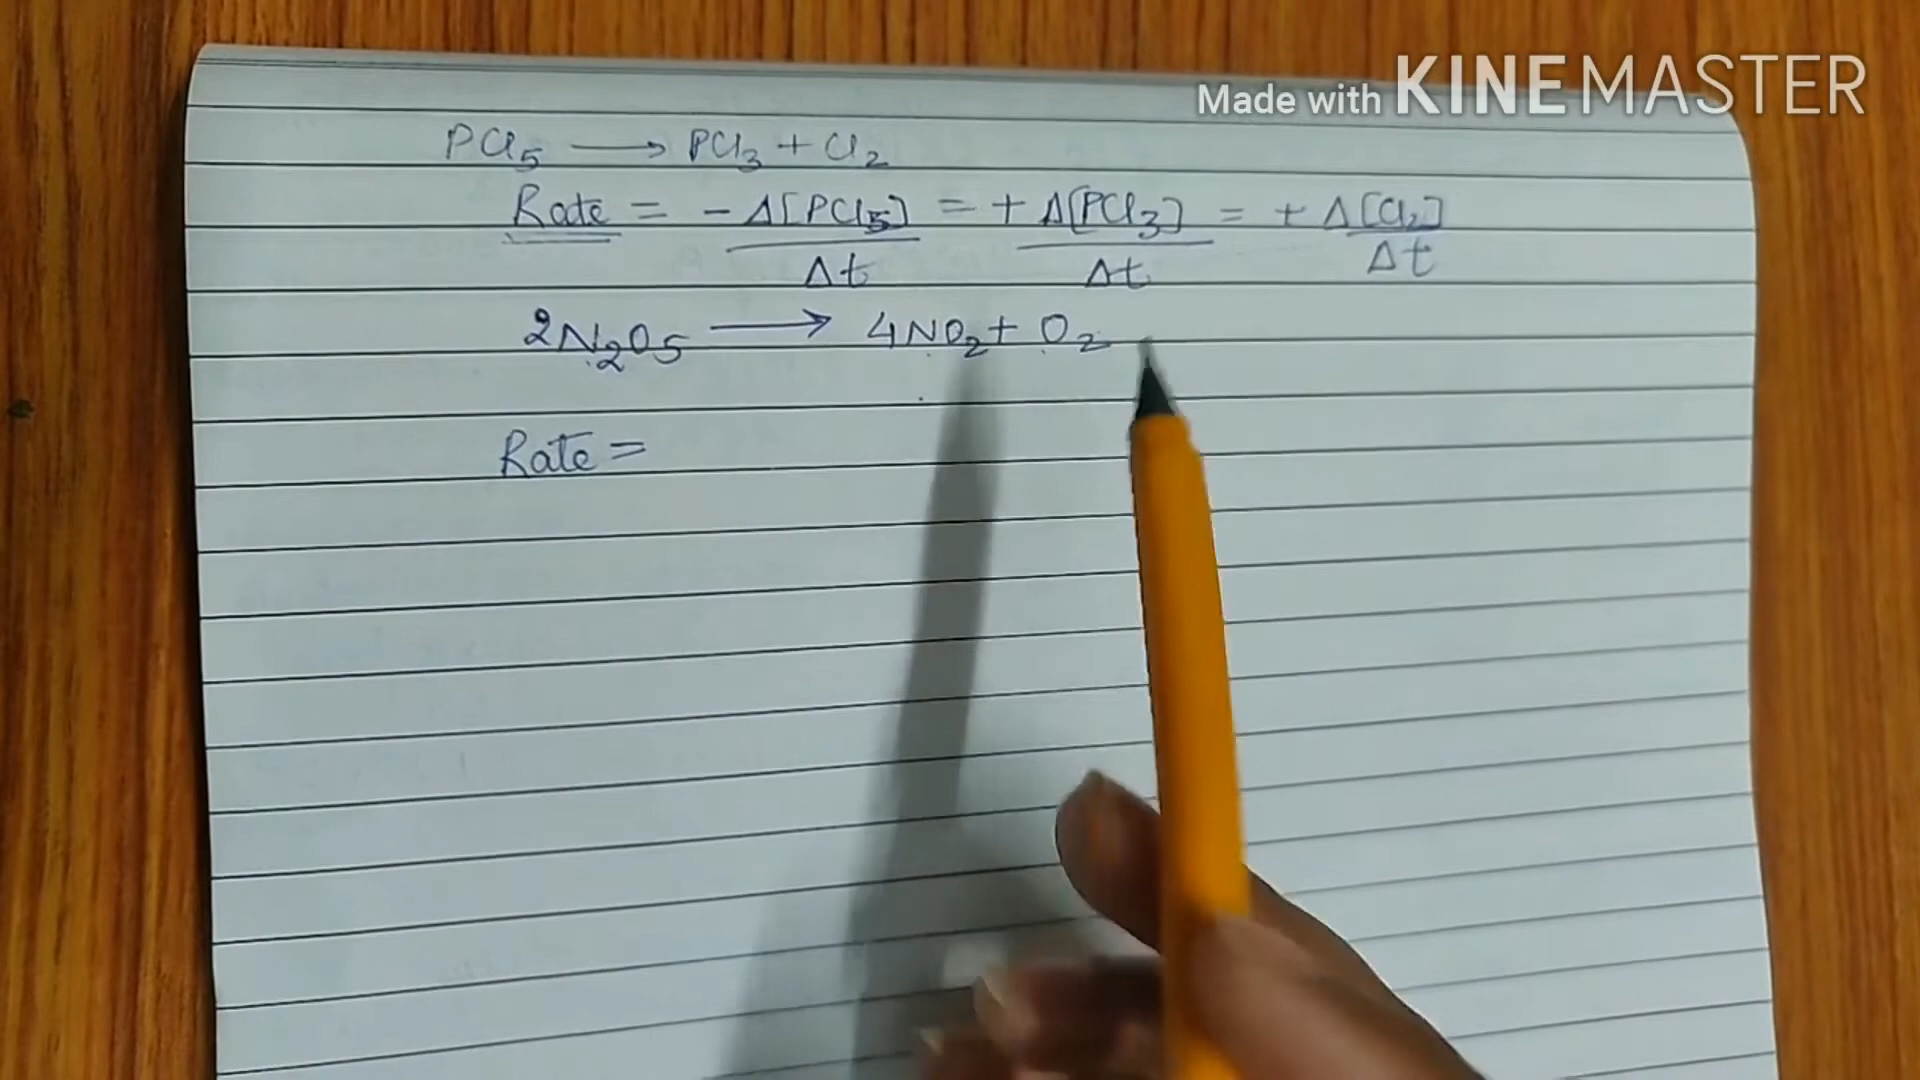 Made with KINEMASTER
PCl₅ ⟶ PCl₃ + Cl₂
Rate = - Δ[PCl₅] = + Δ[PCl₃] = + Δ[Cl₂]
Δt Δt Δt
2N₂O₅ ⟶ 4NO₂ + O₂
Rate =